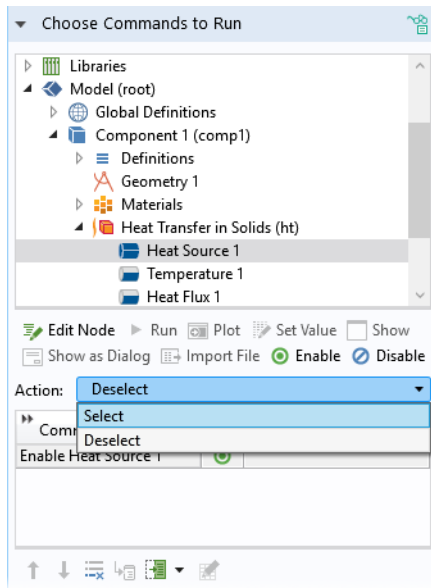 Choose Commands to Run
Libraries
Model (root)
Global Definitions
Component 1 (comp1)
Definitions
Geometry 1
Materials
Heat Transfer in Solids (ht)
Heat Source 1
Temperature 1
Heat Flux 1
Edit Node Run Plot Set Value Show
Show as Dialog Import File Enable Disable
Action: Deselect
Select
Deselect
Enable Heat Source 1